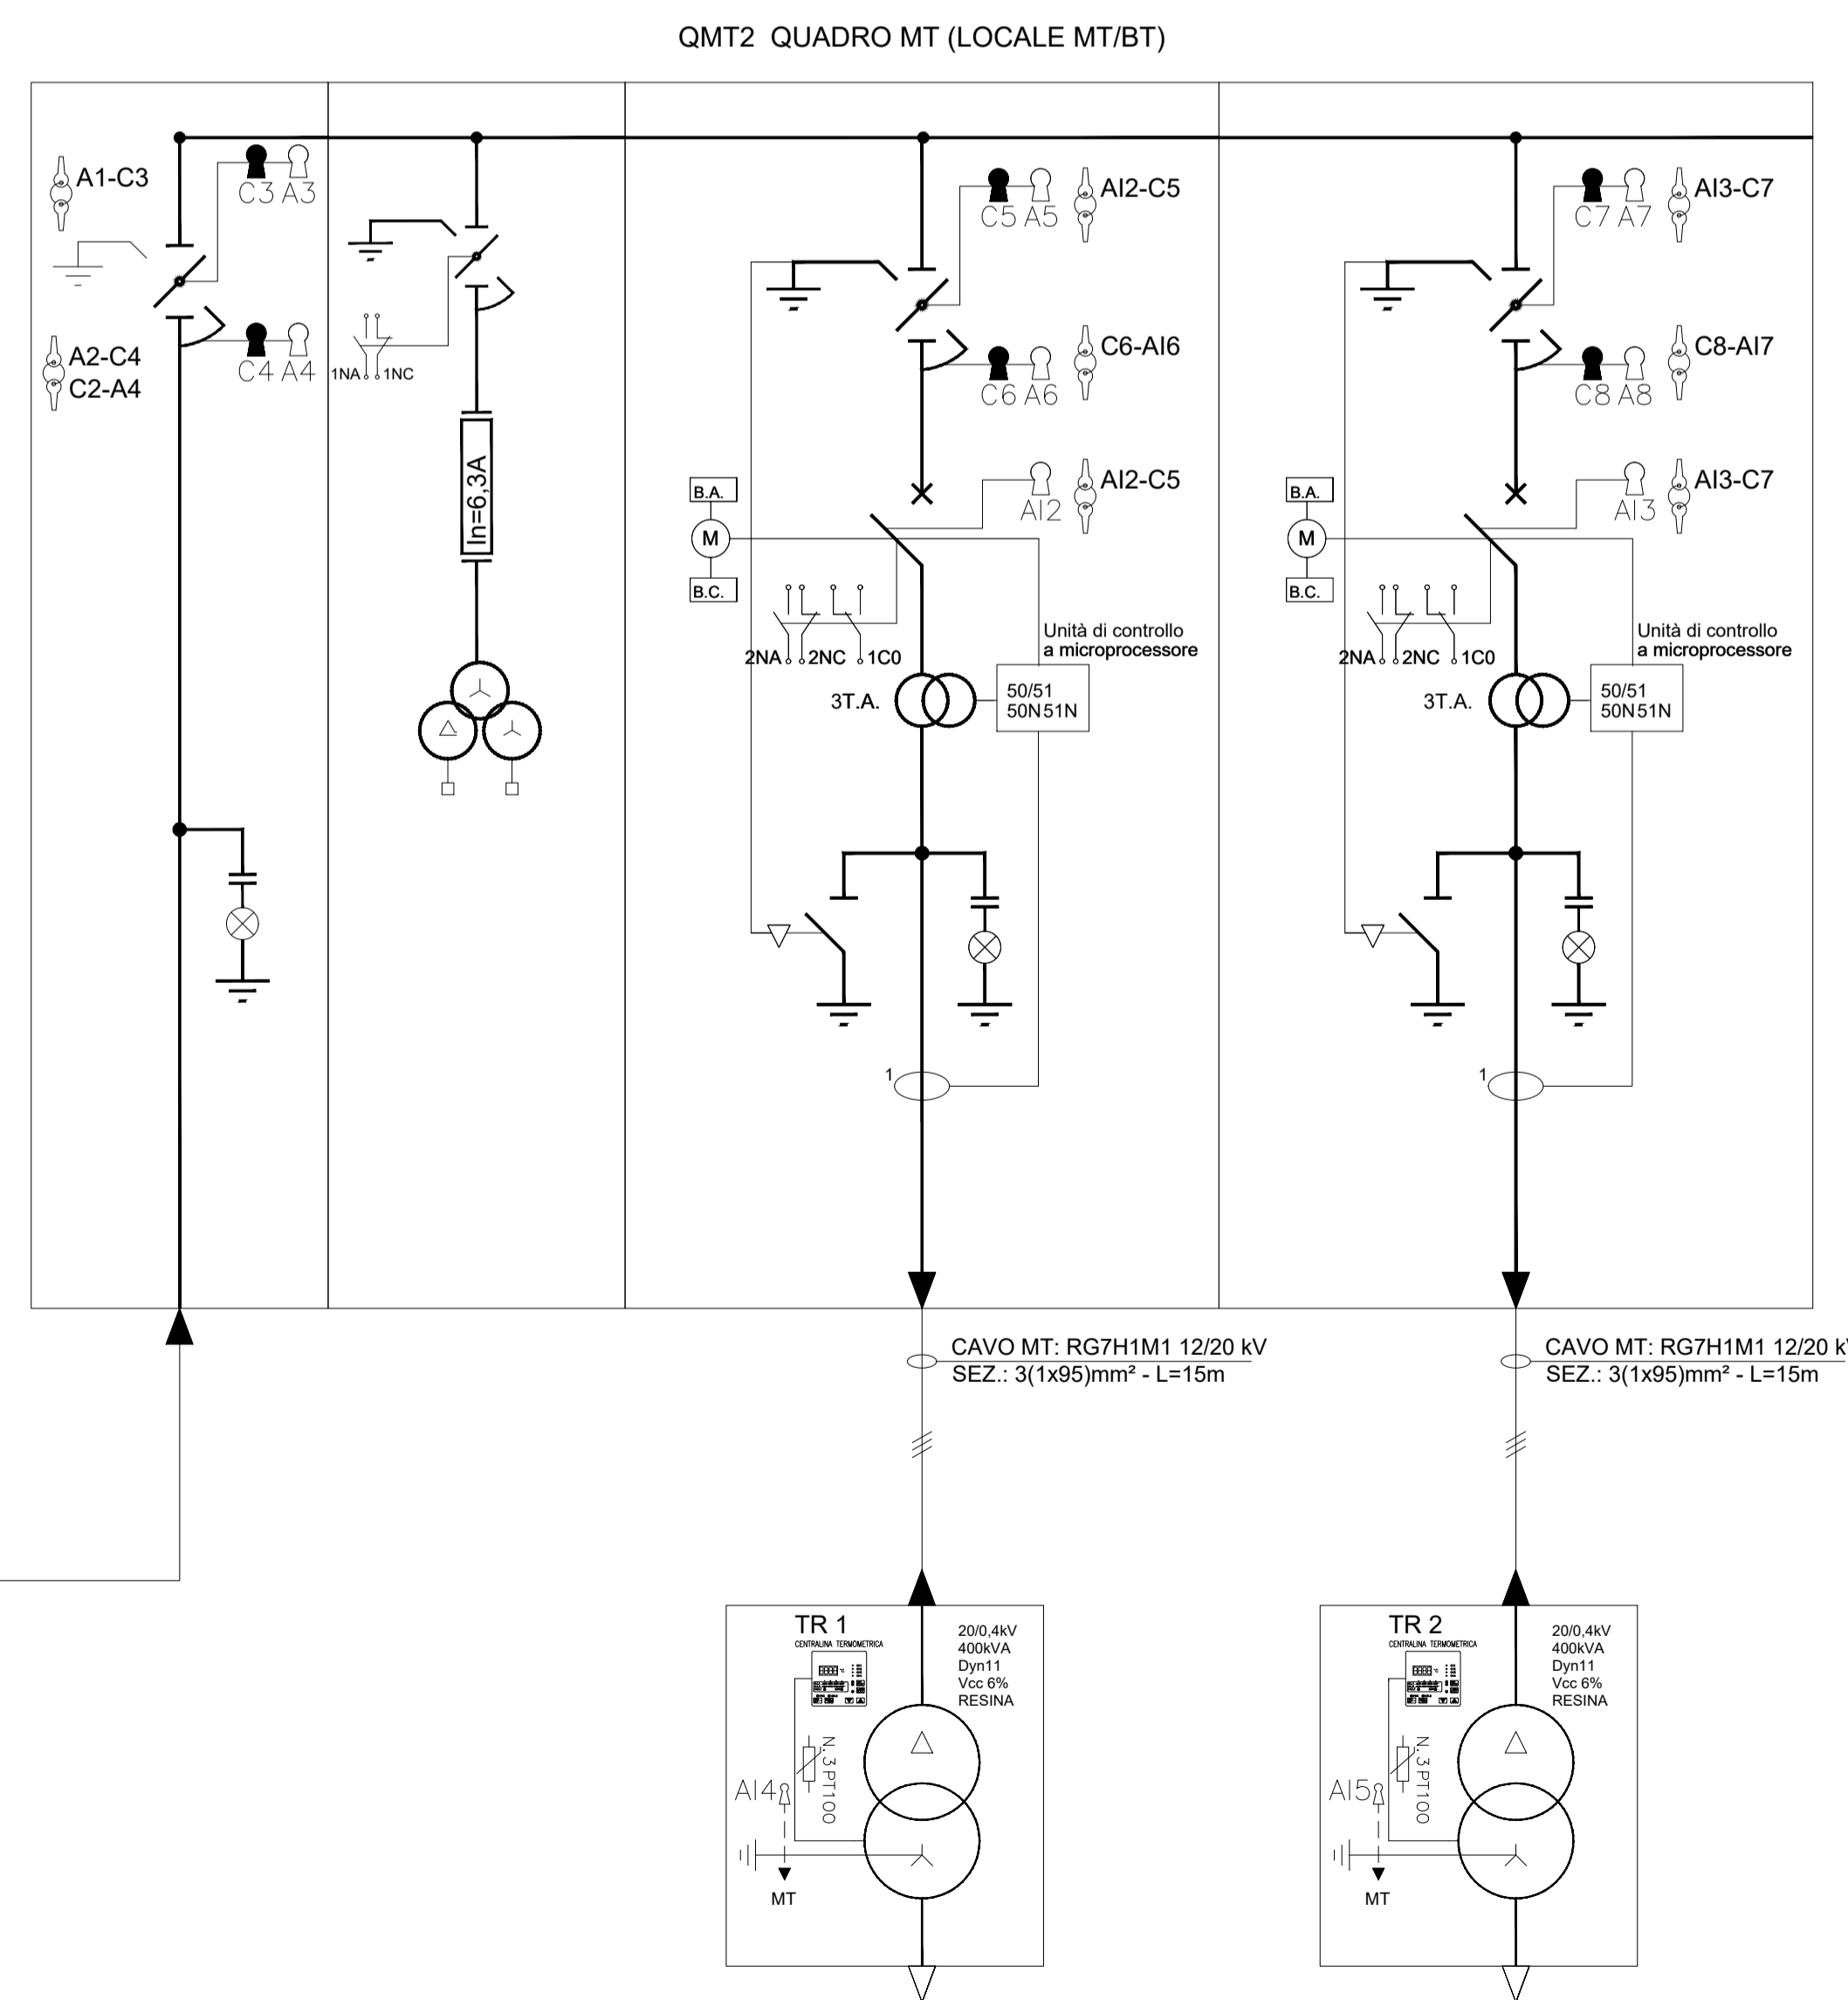 QMT2 QUADRO MT (LOCALE MT/BT)
A1-C3
C3 A3
A2-C4
C2-A4
C4 A4
1NA
1NC
In=6,3A
C5 A5
AI2-C5
C6-AI6
C6 A6
B.A.
M
B.C.
AI2
AI2-C5
2NA
2NC
1C0
Unità di controllo
a microprocessore
3T.A.
50/51
50N51N
1
C7 A7
AI3-C7
C8-AI7
C8 A8
B.A.
M
B.C.
AI3
AI3-C7
2NA
2NC
1C0
Unità di controllo
a microprocessore
3T.A.
50/51
50N51N
1
CAVO MT: RG7H1M1 12/20 kV
SEZ.: 3(1x95)mm² - L=15m
CAVO MT: RG7H1M1 12/20 kV
SEZ.: 3(1x95)mm² - L=15m
TR 1
CENTRALINA TERMOMETRICA
20/0,4kV
400kVA
Dyn11
Vcc 6%
RESINA
N. 3 PT100
AI4
MT
TR 2
CENTRALINA TERMOMETRICA
20/0,4kV
400kVA
Dyn11
Vcc 6%
RESINA
N. 3 PT100
AI5
MT